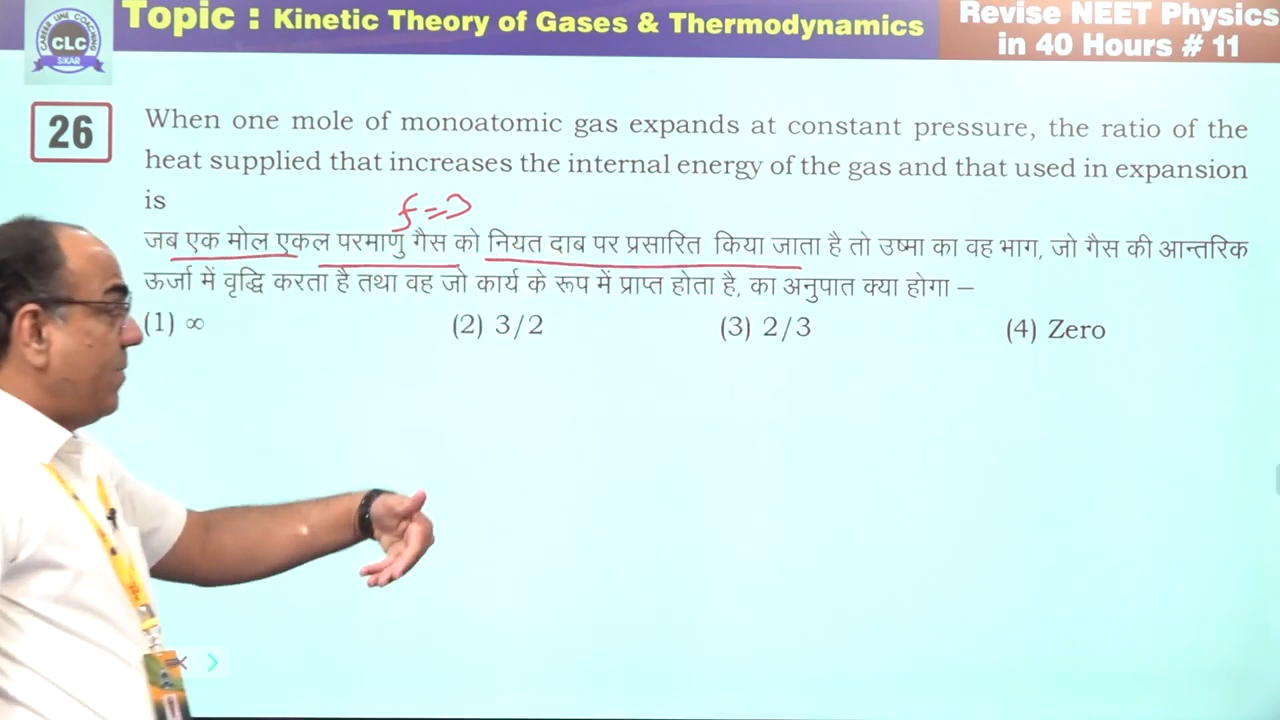 Topic : Kinetic Theory of Gases & Thermodynamics
Revise NEET Physics
in 40 Hours # 11
CAREER LINE COACHING
CLC
SIKAR
26
When one mole of monoatomic gas expands at constant pressure, the ratio of the
heat supplied that increases the internal energy of the gas and that used in expansion
is
f=3
जब एक मोल एकल परमाणु गैस को नियत दाब पर प्रसारित किया जाता है तो उष्मा का वह भाग, जो गैस की आन्तरिक
ऊर्जा में वृद्धि करता है तथा वह जो कार्य के रूप में प्राप्त होता है, का अनुपात क्या होगा –
(1) ∞ (2) 3/2 (3) 2/3 (4) Zero